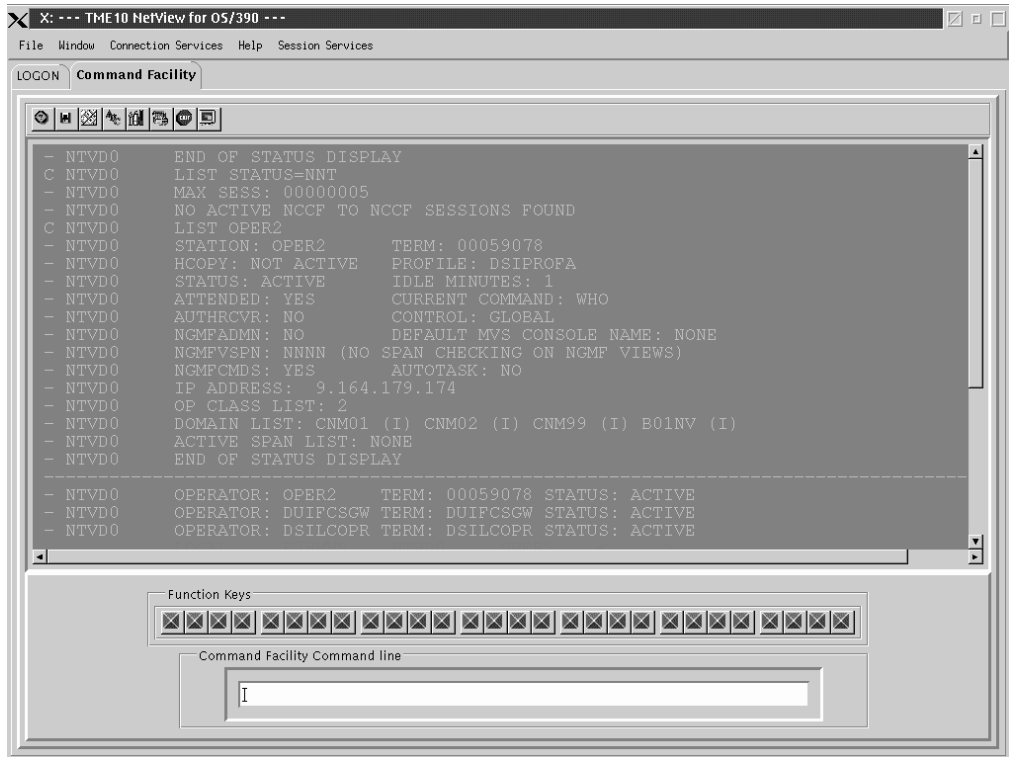 X: --- TME10 NetView for OS/390 ---
File Window Connection Services Help Session Services
LOGON Command Facility
- NTVD0 END OF STATUS DISPLAY
C NTVD0 LIST STATUS=NNT
- NTVD0 MAX SESS: 00000005
- NTVD0 NO ACTIVE NCCF TO NCCF SESSIONS FOUND
C NTVD0 LIST OPER2
- NTVD0 STATION: OPER2 TERM: 00059078
- NTVD0 HCOPY: NOT ACTIVE PROFILE: DSIPROFA
- NTVD0 STATUS: ACTIVE IDLE MINUTES: 1
- NTVD0 ATTENDED: YES CURRENT COMMAND: WHO
- NTVD0 AUTHRCVR: NO CONTROL: GLOBAL
- NTVD0 NGMFADMN: NO DEFAULT MVS CONSOLE NAME: NONE
- NTVD0 NGMFVSPN: NNNN (NO SPAN CHECKING ON NGMF VIEWS)
- NTVD0 NGMFCMDS: YES AUTOTASK: NO
- NTVD0 IP ADDRESS: 9.164.179.174
- NTVD0 OP CLASS LIST: 2
- NTVD0 DOMAIN LIST: CNM01 (I) CNM02 (I) CNM99 (I) B01NV (I)
- NTVD0 ACTIVE SPAN LIST: NONE
- NTVD0 END OF STATUS DISPLAY
- NTVD0 OPERATOR: OPER2 TERM: 00059078 STATUS: ACTIVE
- NTVD0 OPERATOR: DUIFCSGW TERM: DUIFCSGW STATUS: ACTIVE
- NTVD0 OPERATOR: DSILCOPR TERM: DSILCOPR STATUS: ACTIVE
Function Keys
Command Facility Command line